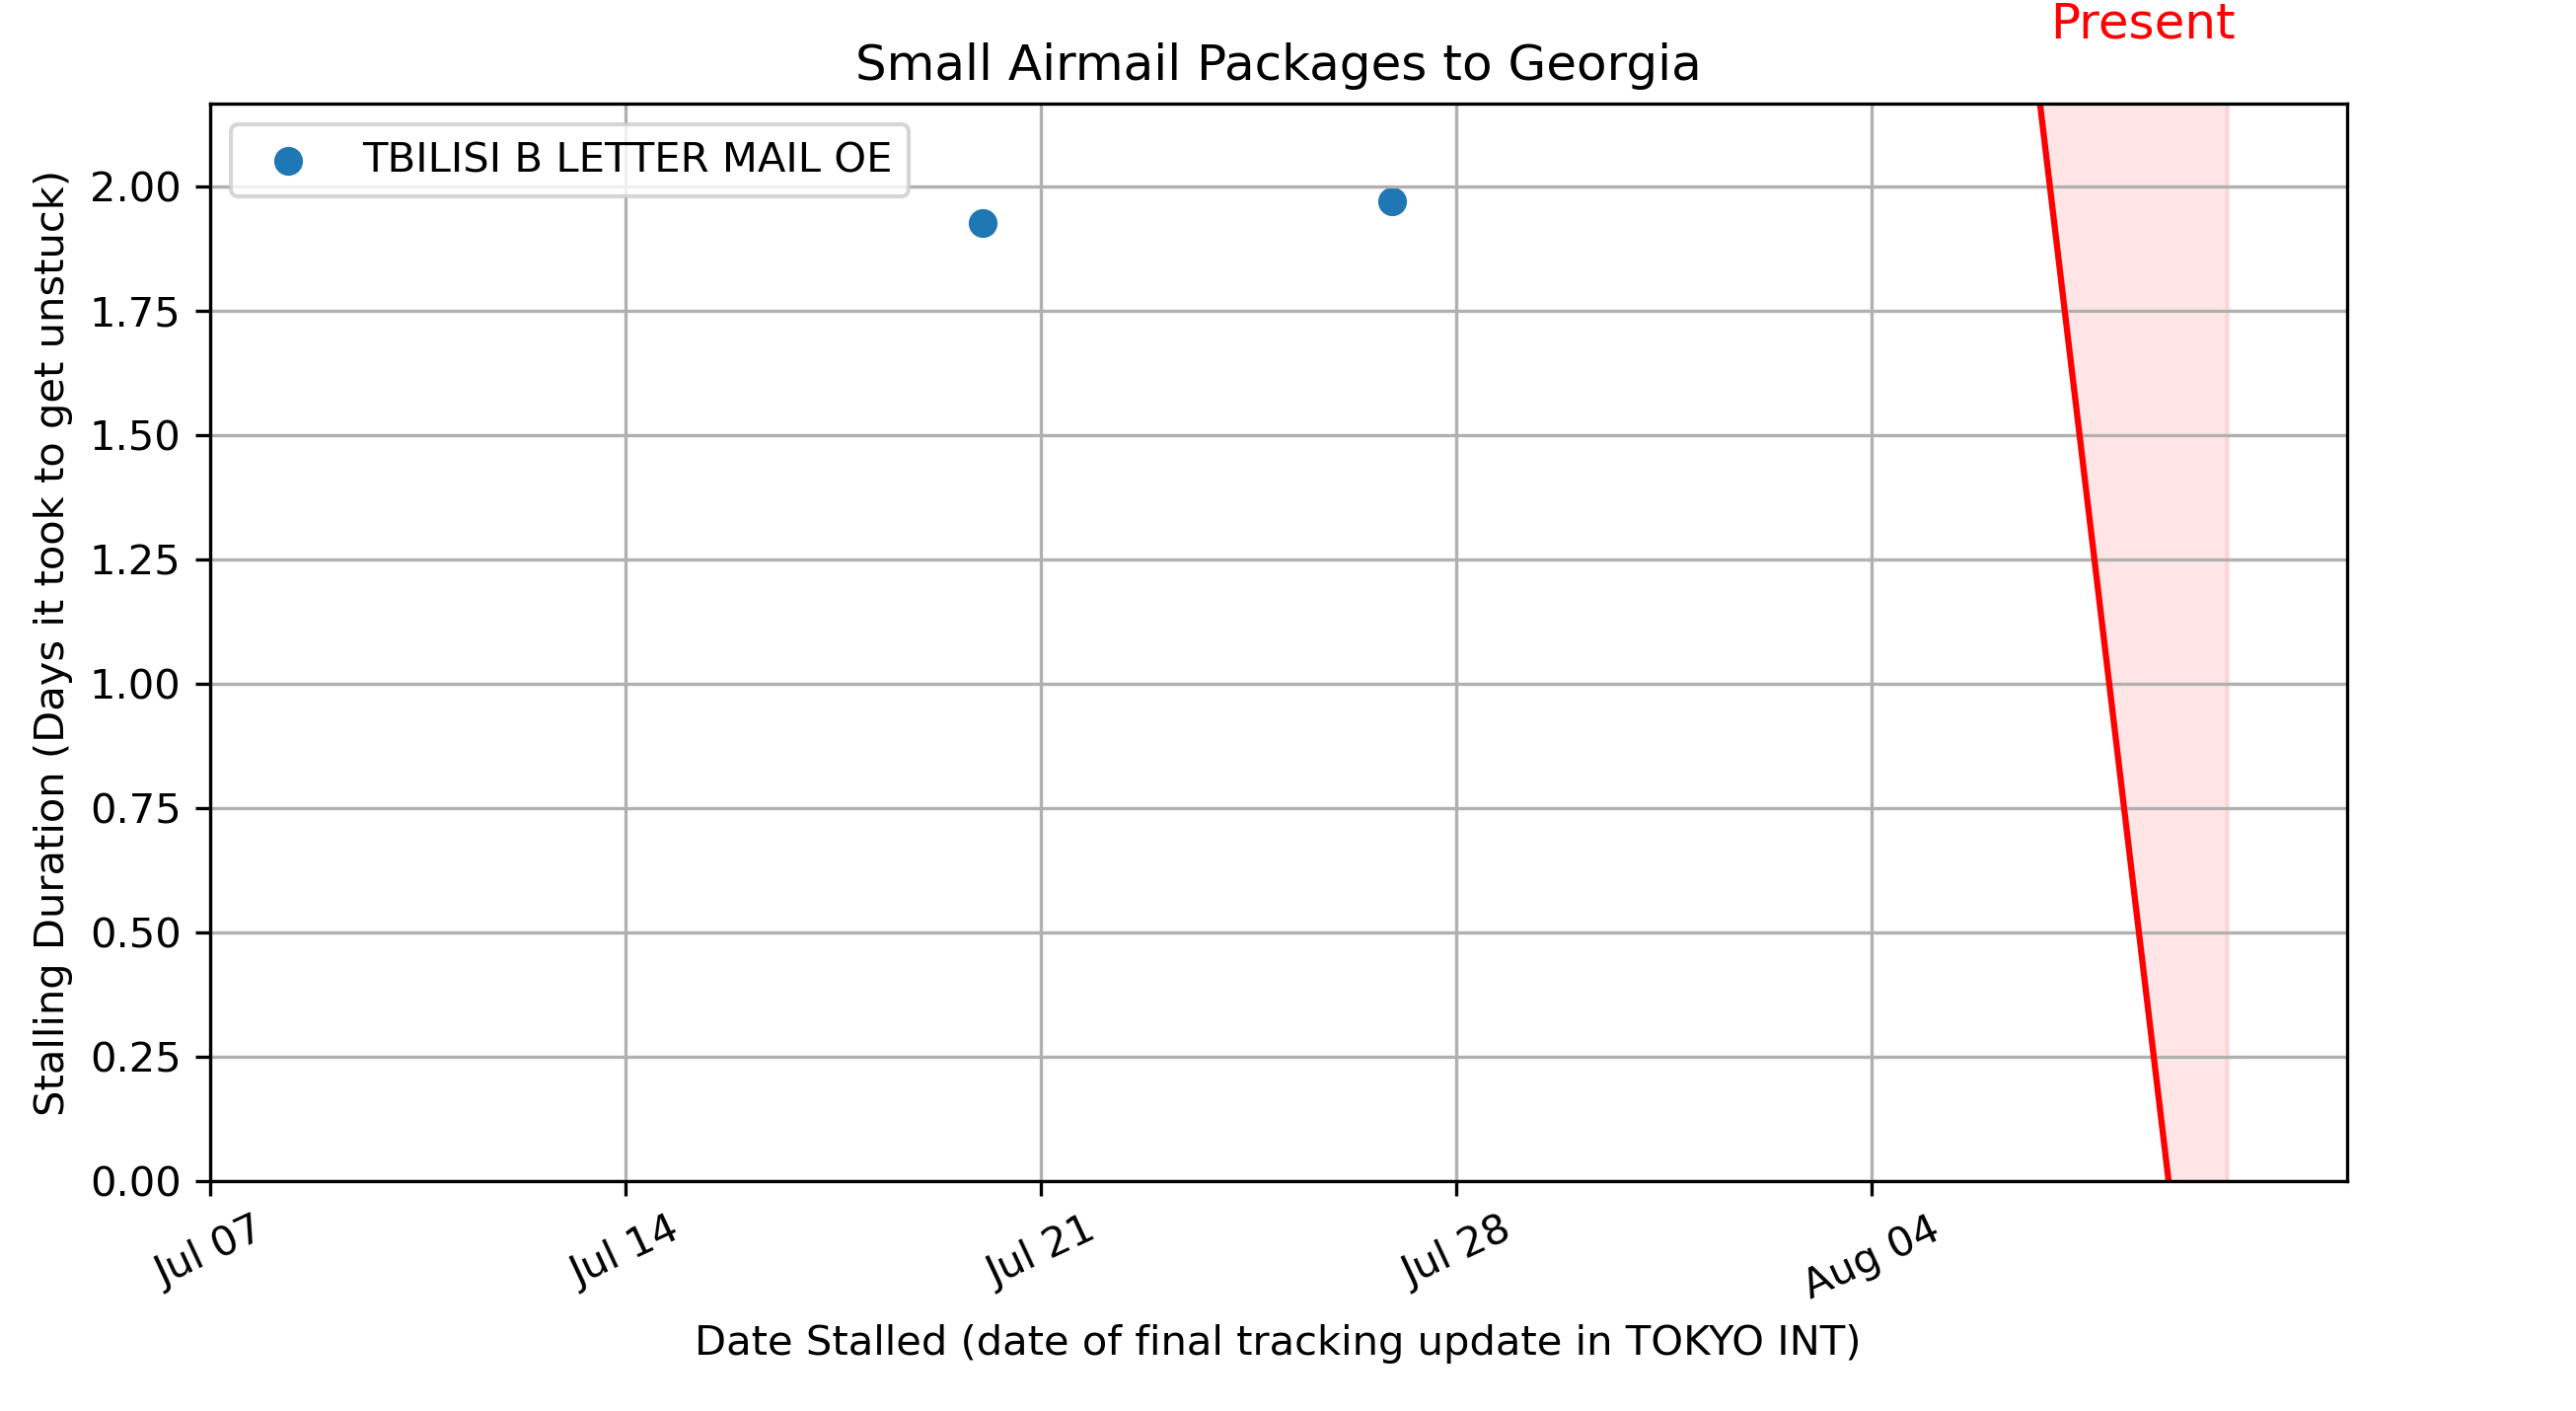 Present
Small Airmail Packages to Georgia
TBILISI B LETTER MAIL OE
Stalling Duration (Days it took to get unstuck)
2.00
1.75
1.50
1.25
1.00
0.75
0.50
0.25
0.00
Jul 07
Jul 14
Jul 21
Jul 28
Aug 04
Date Stalled (date of final tracking update in TOKYO INT)